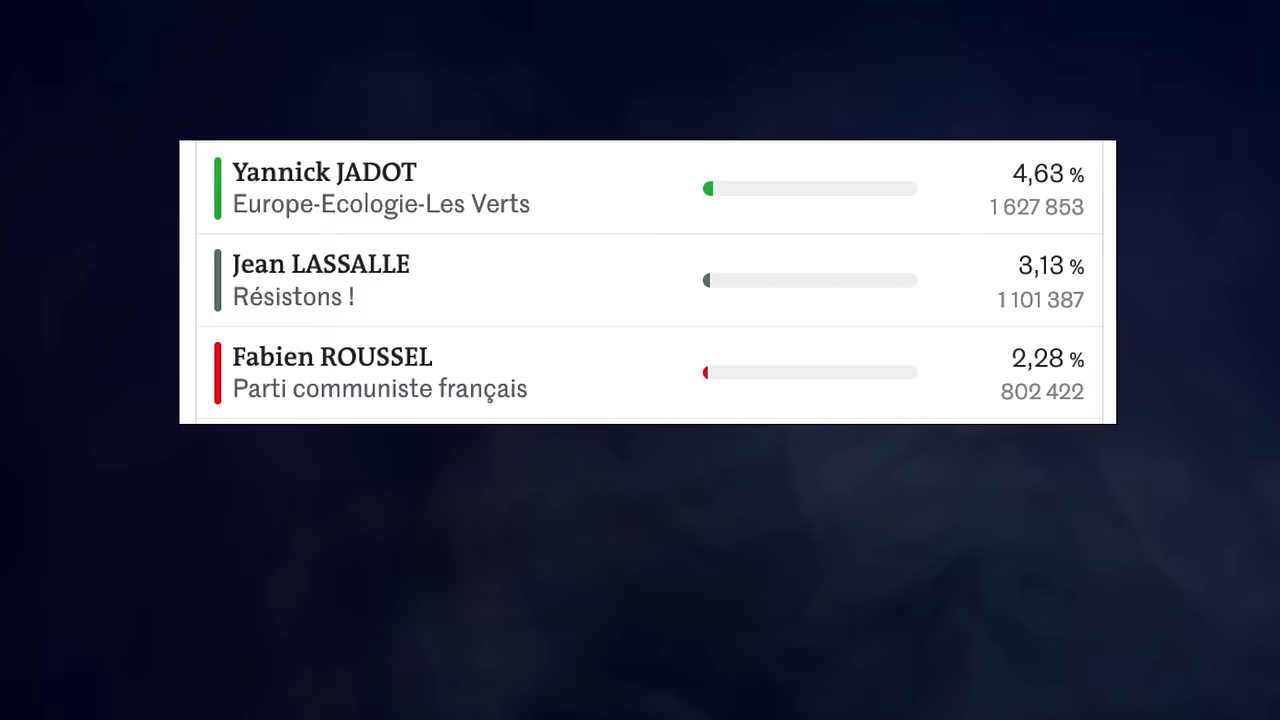 Yannick JADOT
4,63 %
Europe-Ecologie-Les Verts
1 627 853
Jean LASSALLE
3,13 %
Résistons !
1 101 387
Fabien ROUSSEL
2,28 %
Parti communiste français
802 422